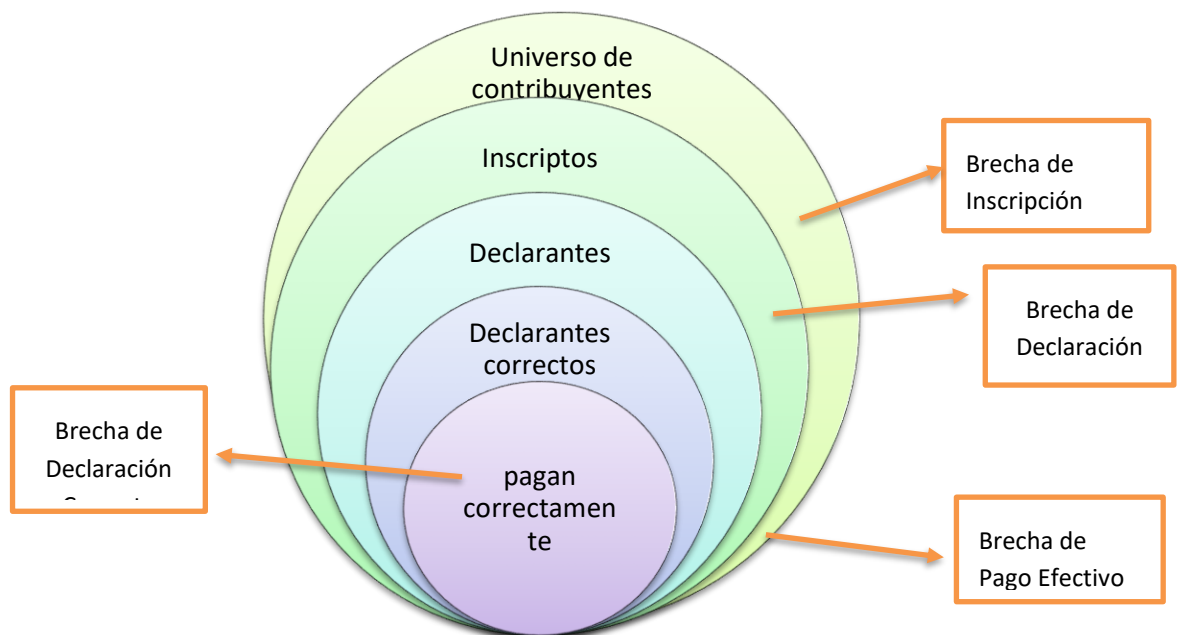 Universo de
contribuyentes
Inscriptos
Declarantes
Declarantes
correctos
pagan
correctamen
te
Brecha de
Inscripción
Brecha de
Declaración
Brecha de
Declaración
Brecha de
Pago Efectivo